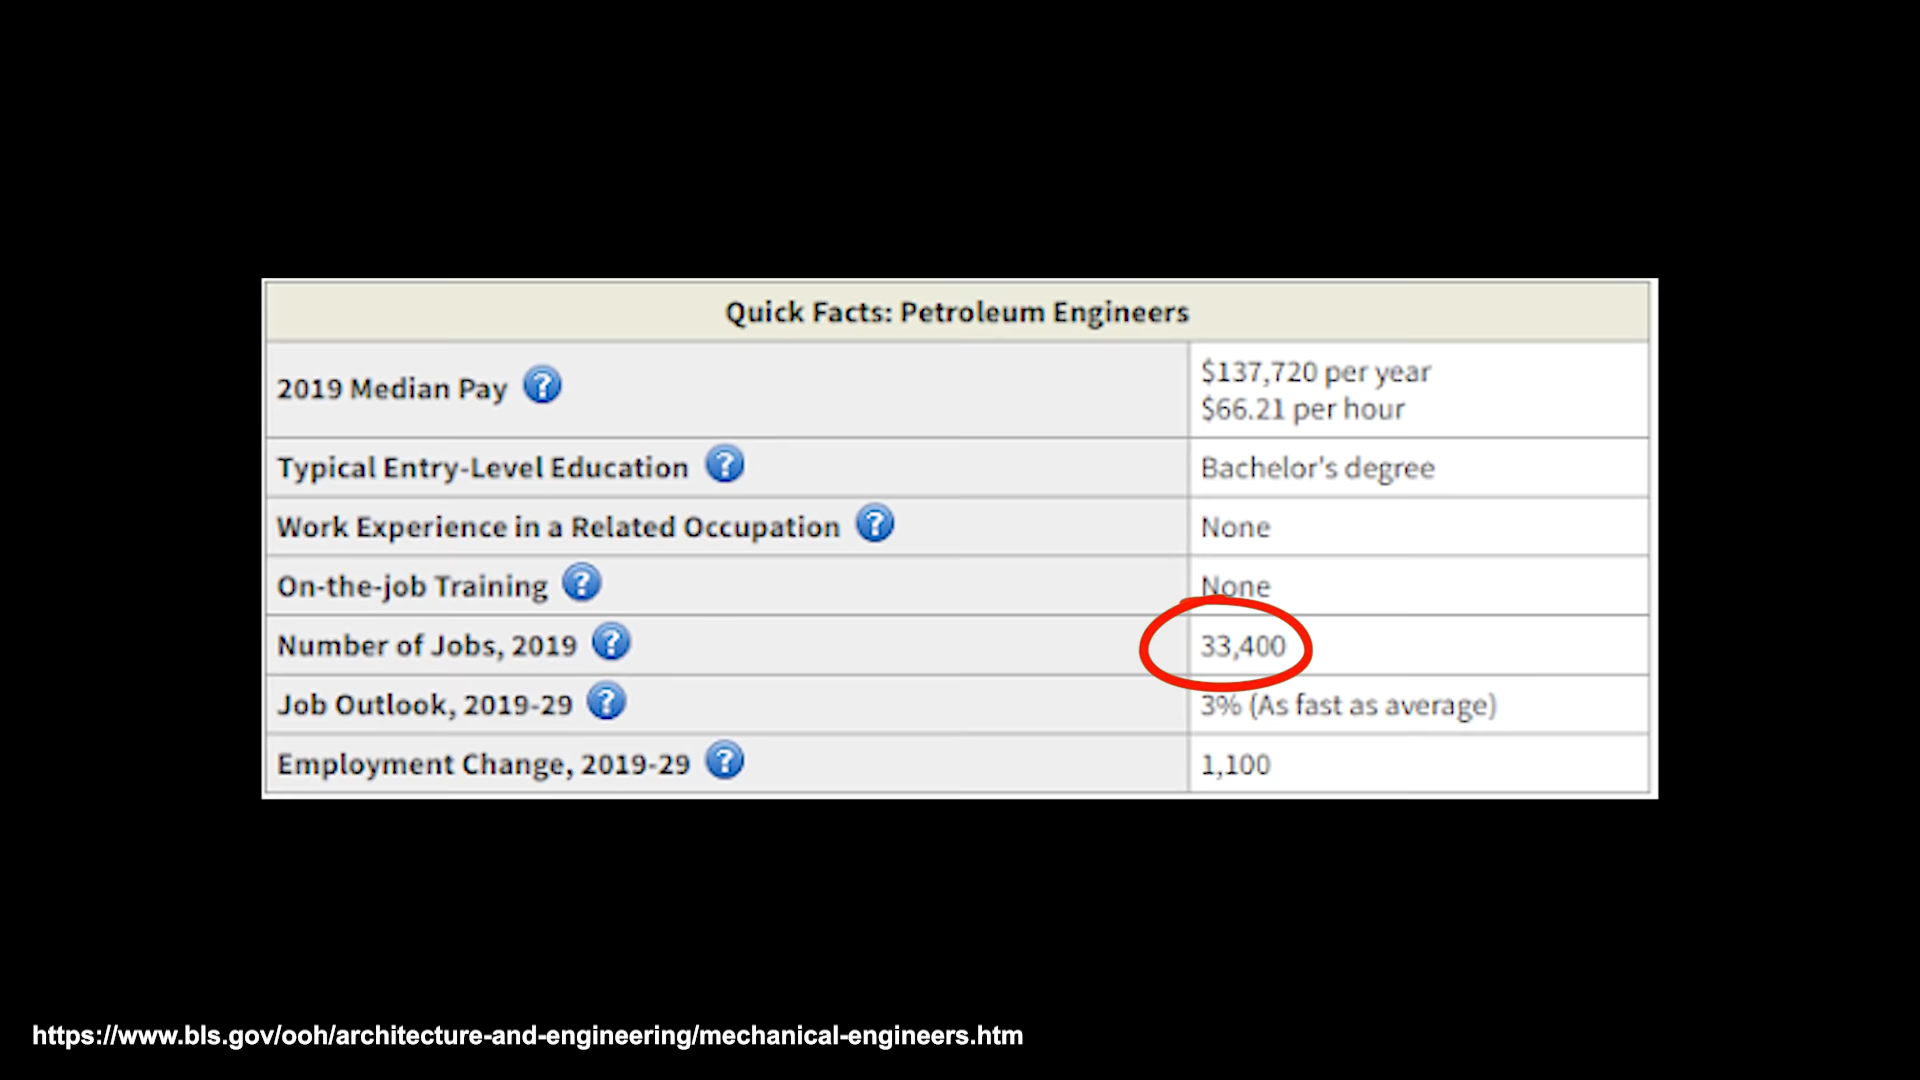 Quick Facts: Petroleum Engineers
2019 Median Pay
$137,720 per year
$66.21 per hour
Typical Entry-Level Education
Bachelor's degree
Work Experience in a Related Occupation
None
On-the-job Training
None
Number of Jobs, 2019
33,400
Job Outlook, 2019-29
3% (As fast as average)
Employment Change, 2019-29
1,100
https://www.bls.gov/ooh/architecture-and-engineering/mechanical-engineers.htm